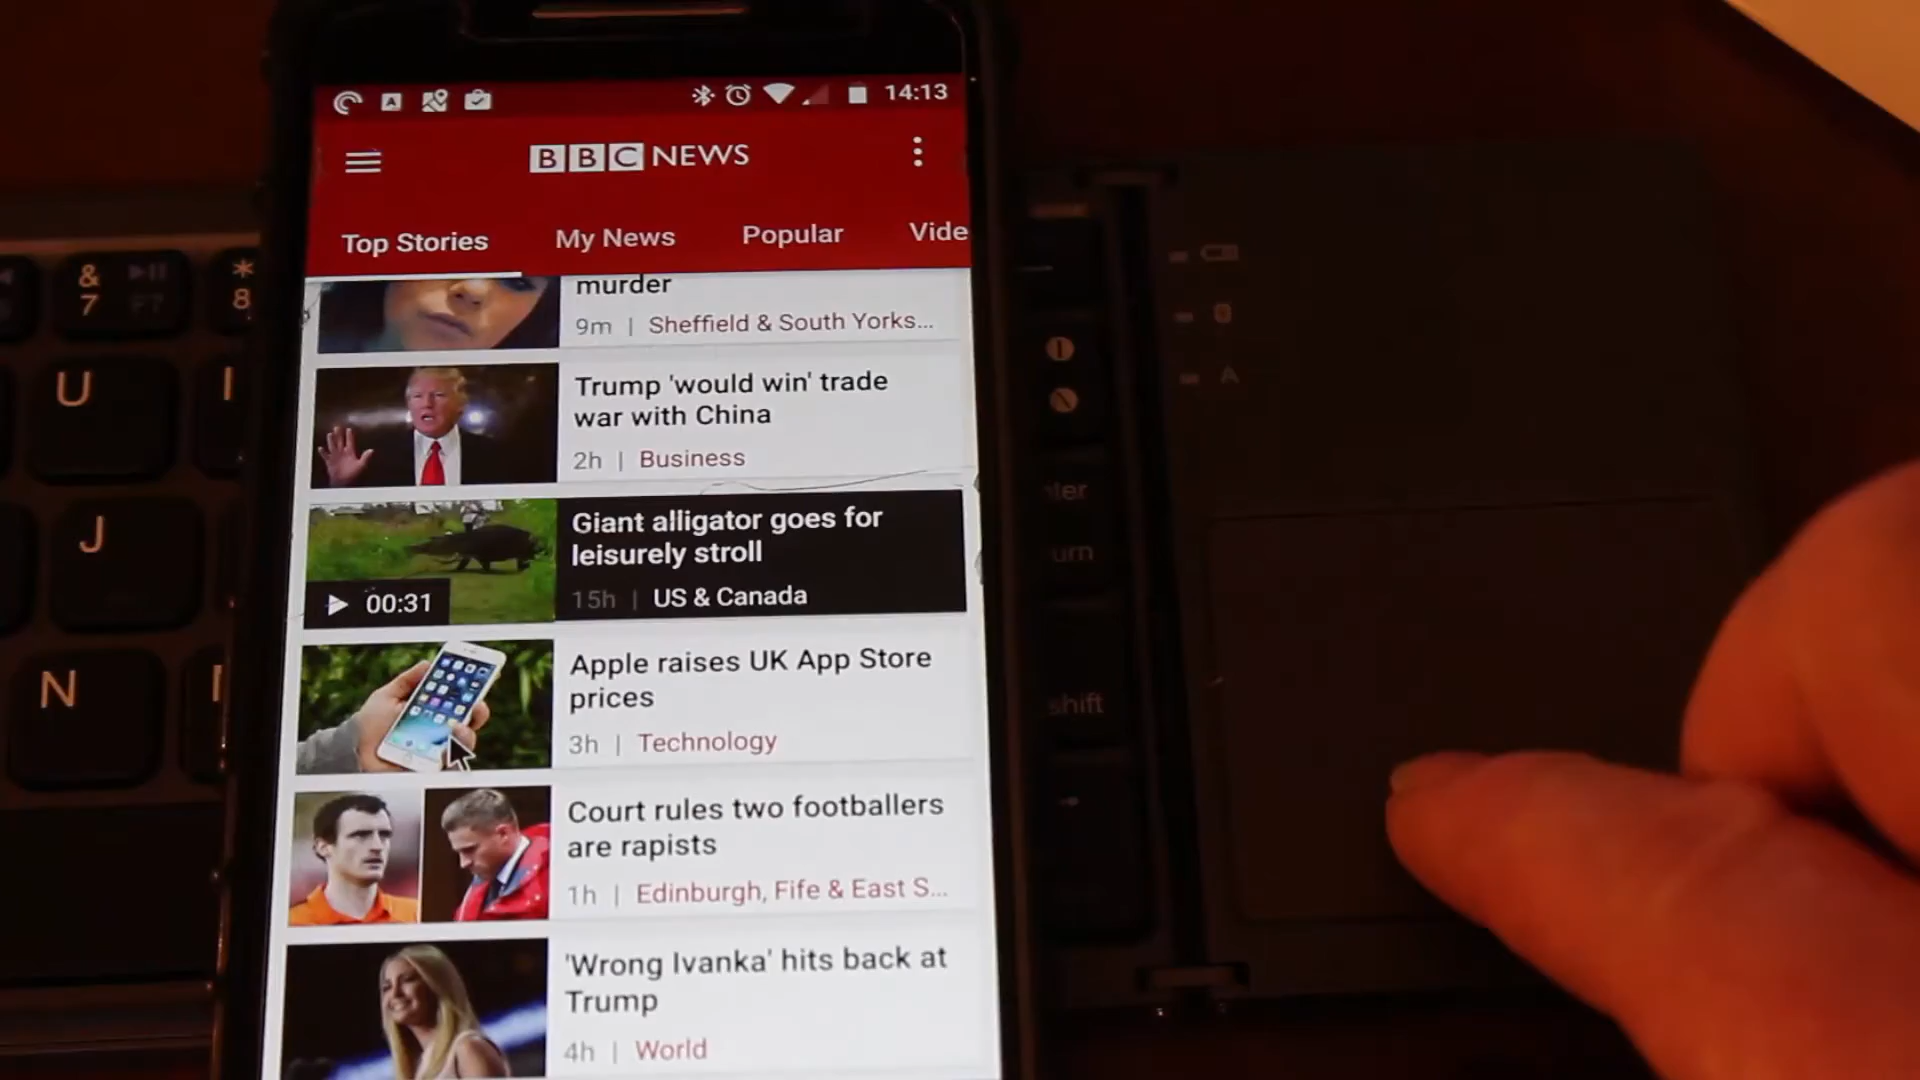 14:13
BBC NEWS
Top Stories My News Popular Vide
murder
9m | Sheffield & South Yorks...
Trump 'would win' trade
war with China
2h | Business
Giant alligator goes for
leisurely stroll
00:31
15h | US & Canada
Apple raises UK App Store
prices
3h | Technology
Court rules two footballers
are rapists
1h | Edinburgh, Fife & East S...
'Wrong Ivanka' hits back at
Trump
4h | World
&
7
F7
*
8
U
I
J
N
A
shift